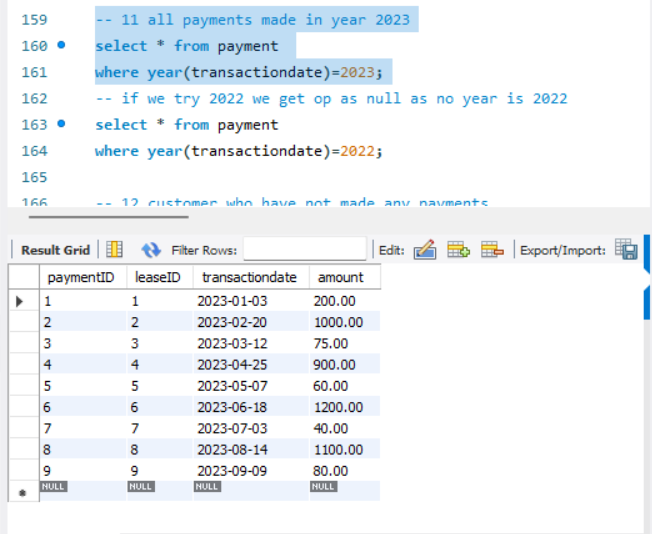 159 -- 11 all payments made in year 2023
160 select * from payment
161 where year(transactiondate)=2023;
162 -- if we try 2022 we get op as null as no year is 2022
163 select * from payment
164 where year(transactiondate)=2022;
165
166 -- 12 customer who have not made any payments
Result Grid Filter Rows: Edit: Export/Import:
paymentID leaseID transactiondate amount
1 1 2023-01-03 200.00
2 2 2023-02-20 1000.00
3 3 2023-03-12 75.00
4 4 2023-04-25 900.00
5 5 2023-05-07 60.00
6 6 2023-06-18 1200.00
7 7 2023-07-03 40.00
8 8 2023-08-14 1100.00
9 9 2023-09-09 80.00
NULL NULL NULL NULL